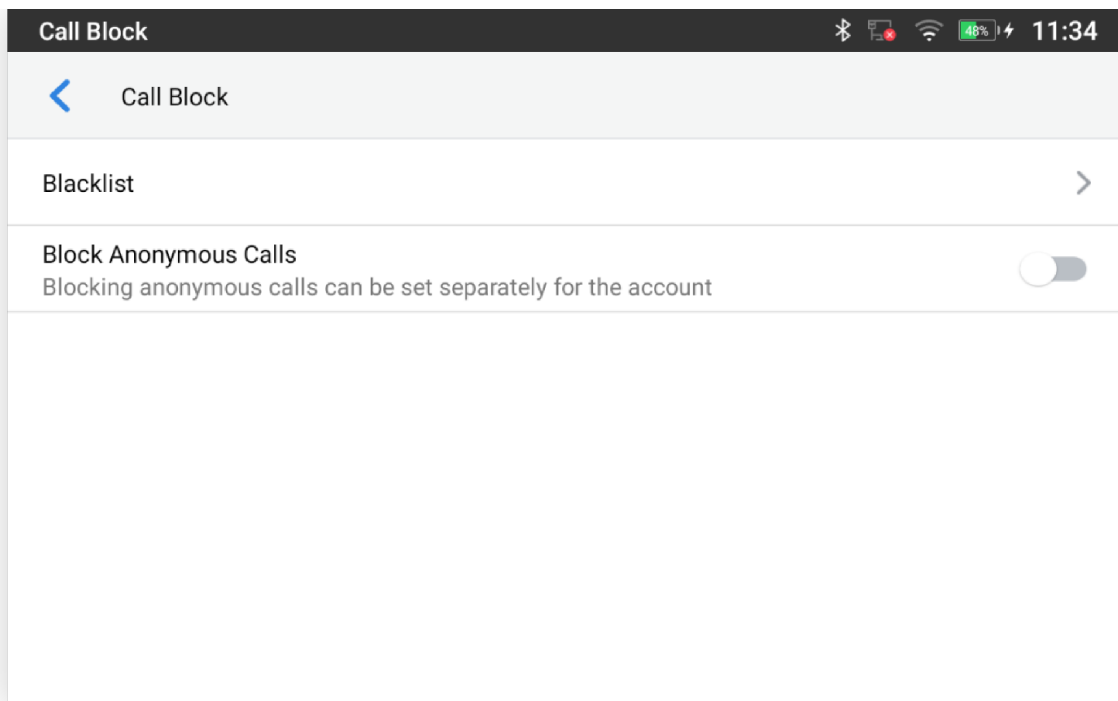 Call Block 48% 11:34
Call Block
Blacklist
Block Anonymous Calls
Blocking anonymous calls can be set separately for the account